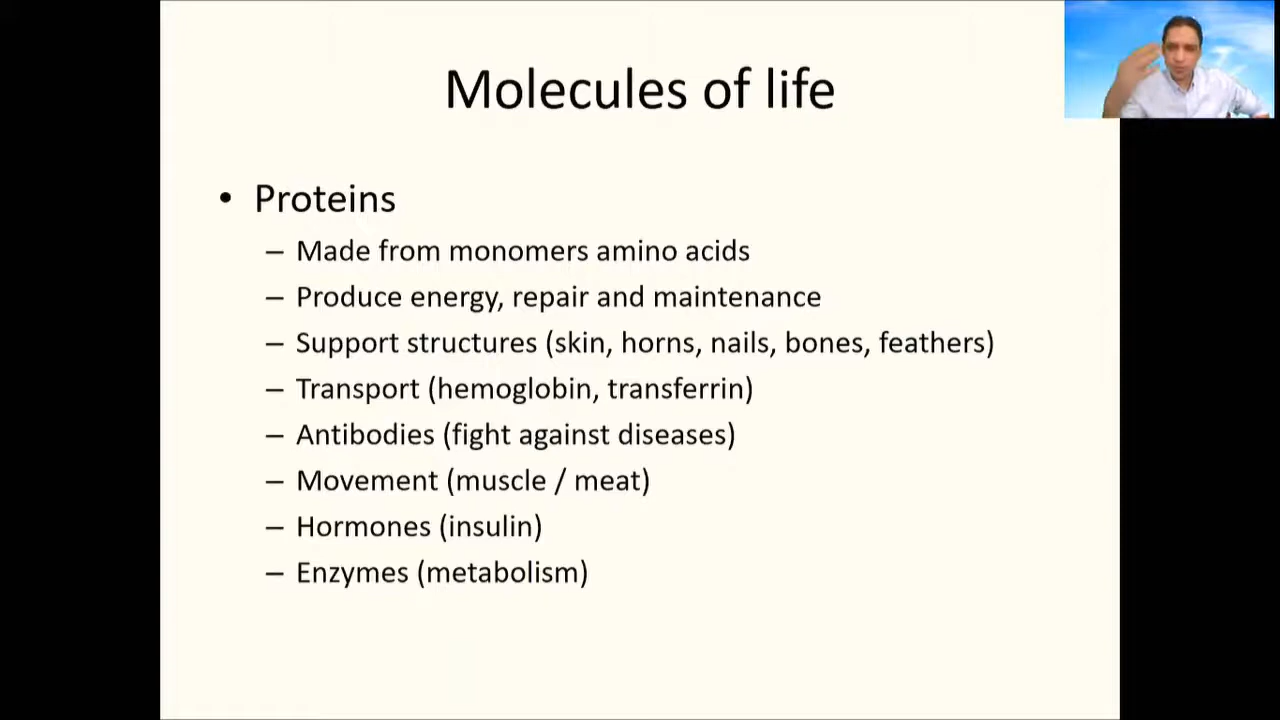 Molecules of life
• Proteins
– Made from monomers amino acids
– Produce energy, repair and maintenance
– Support structures (skin, horns, nails, bones, feathers)
– Transport (hemoglobin, transferrin)
– Antibodies (fight against diseases)
– Movement (muscle / meat)
– Hormones (insulin)
– Enzymes (metabolism)